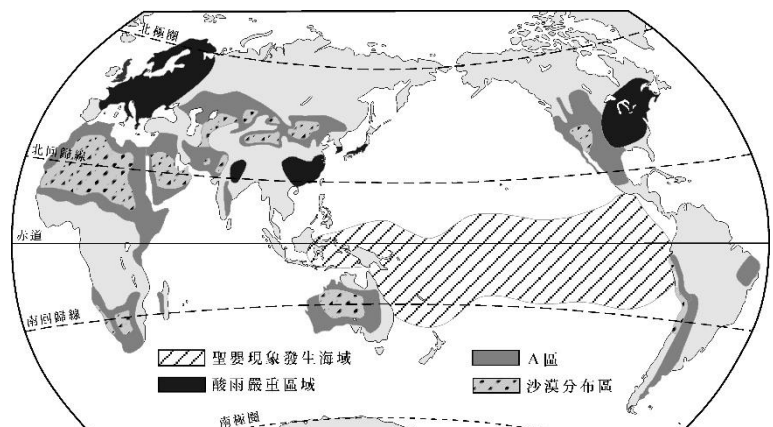 北極圈
北回歸線
赤道
南回歸線
聖嬰現象發生海域
A區
酸雨嚴重區域
沙漠分布區
南極圈